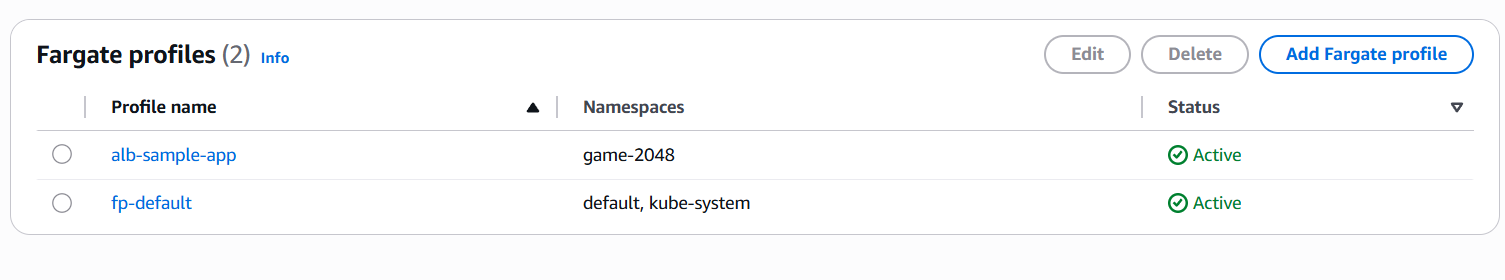 Fargate profiles (2) Info Edit Delete Add Fargate profile
Profile name Namespaces Status
alb-sample-app game-2048 Active
fp-default default, kube-system Active